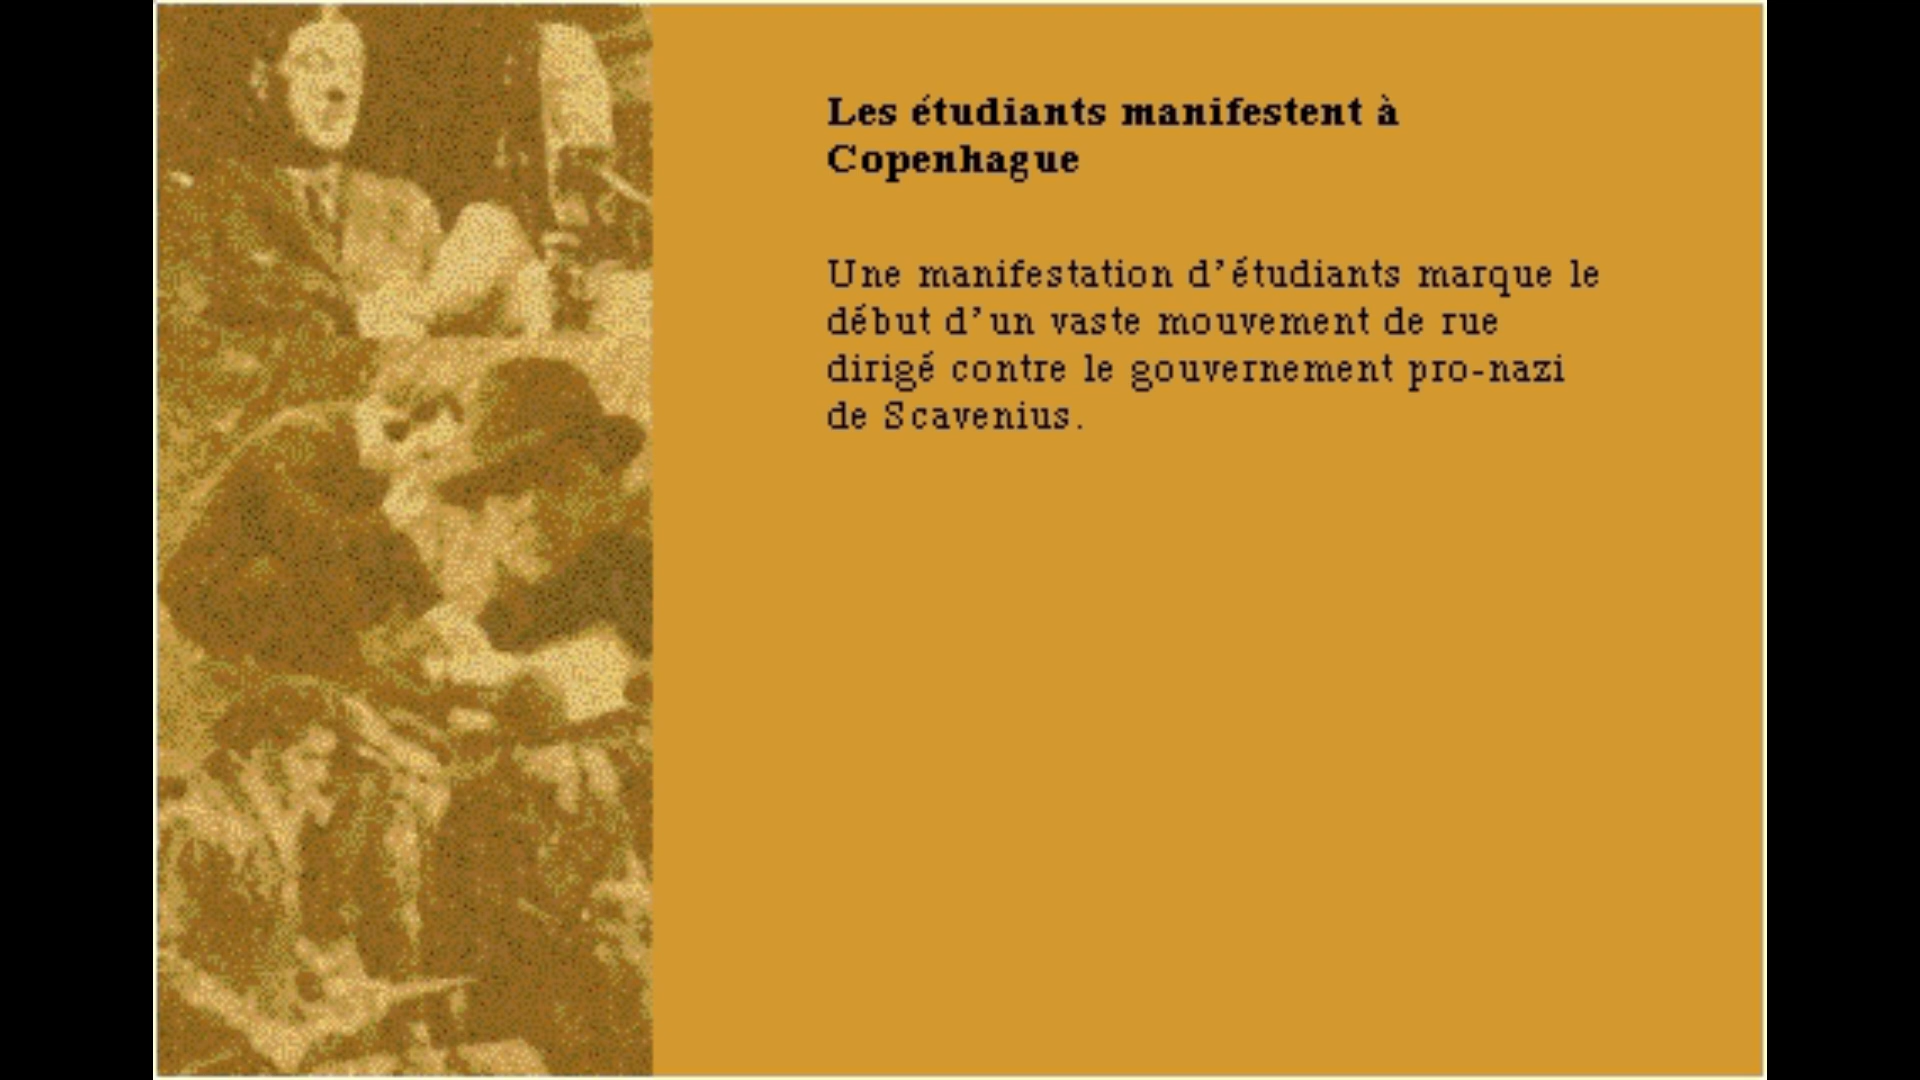 Les étudiants manifestent à
Copenhague
Une manifestation d’étudiants marque le
début d’un vaste mouvement de rue
dirigé contre le gouvernement pro-nazi
de Scavenius.